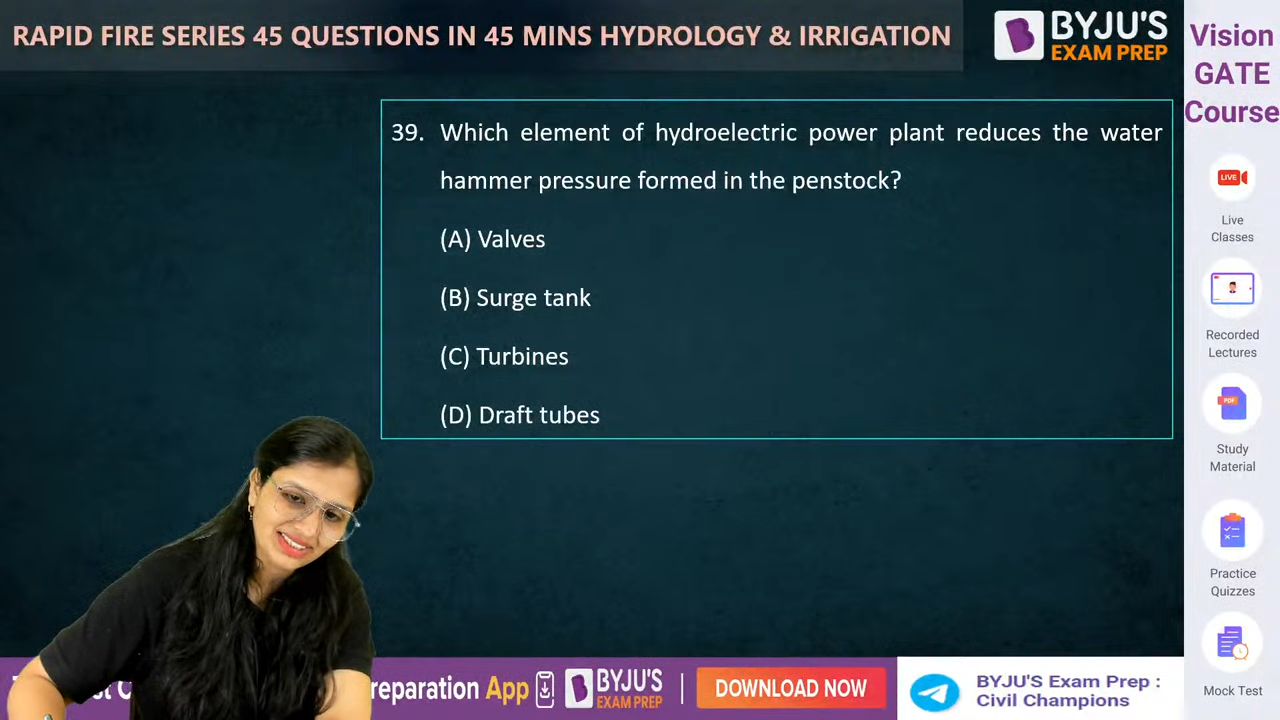 RAPID FIRE SERIES 45 QUESTIONS IN 45 MINS HYDROLOGY & IRRIGATION
BYJU'S
EXAM PREP
Vision
GATE
Course
39. Which element of hydroelectric power plant reduces the water
hammer pressure formed in the penstock?
(A) Valves
(B) Surge tank
(C) Turbines
(D) Draft tubes
LIVE
Live
Classes
Recorded
Lectures
PDF
Study
Material
Practice
Quizzes
Mock Test
App
BYJU'S
EXAM PREP
DOWNLOAD NOW
BYJU'S Exam Prep :
Civil Champions